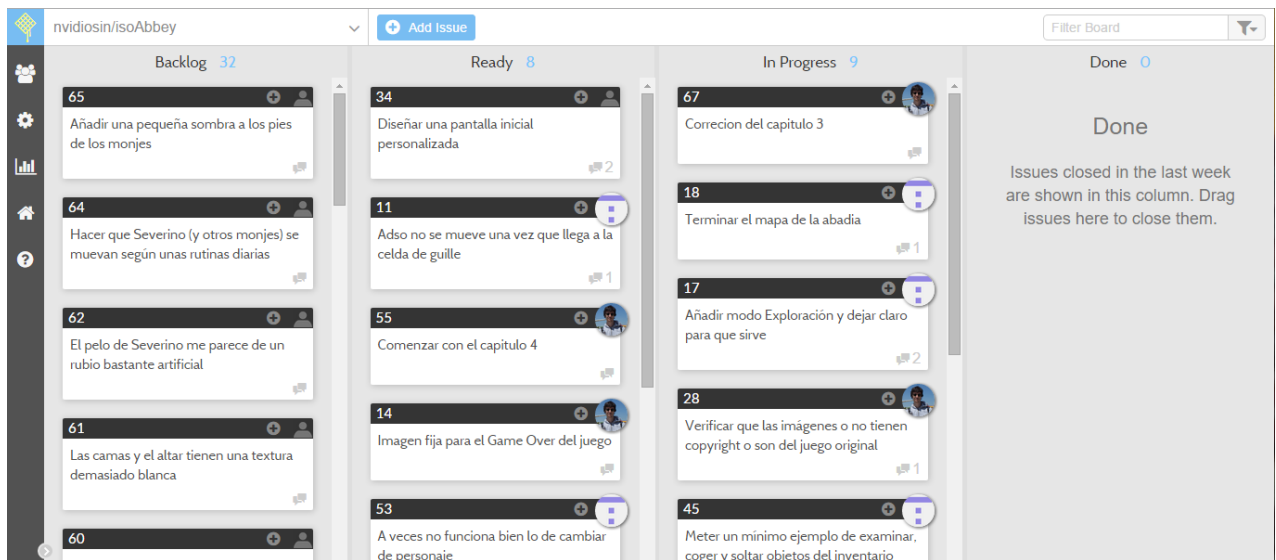 nvidiosin/isoAbbey
Add Issue
Filter Board
Backlog 32
65
Añadir una pequeña sombra a los pies
de los monjes
64
Hacer que Severino (y otros monjes) se
muevan según unas rutinas diarias
62
El pelo de Severino me parece de un
rubio bastante artificial
61
Las camas y el altar tienen una textura
demasiado blanca
60
Ready 8
34
Diseñar una pantalla inicial
personalizada
2
11
Adso no se mueve una vez que llega a la
celda de guille
1
55
Comenzar con el capitulo 4
14
Imagen fija para el Game Over del juego
53
A veces no funciona bien lo de cambiar
de personaje
In Progress 9
67
Correcion del capitulo 3
18
Terminar el mapa de la abadia
1
17
Añadir modo Exploración y dejar claro
para que sirve
2
28
Verificar que las imágenes o no tienen
copyright o son del juego original
1
45
Meter un mínimo ejemplo de examinar,
coger y soltar objetos del inventario
Done 0
Done
Issues closed in the last week
are shown in this column. Drag
issues here to close them.